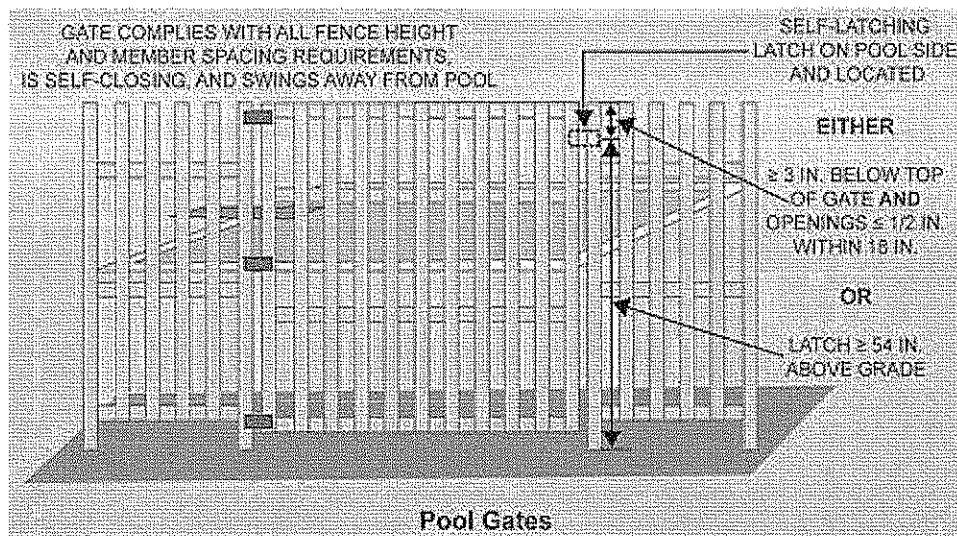 GATE COMPLIES WITH ALL FENCE HEIGHT
AND MEMBER SPACING REQUIREMENTS,
IS SELF-CLOSING, AND SWINGS AWAY FROM POOL
SELF-LATCHING
LATCH ON POOL SIDE
AND LOCATED
EITHER
≥ 3 IN. BELOW TOP
OF GATE AND
OPENINGS ≤ 1/2 IN.
WITHIN 18 IN.
OR
LATCH ≥ 54 IN.
ABOVE GRADE
Pool Gates